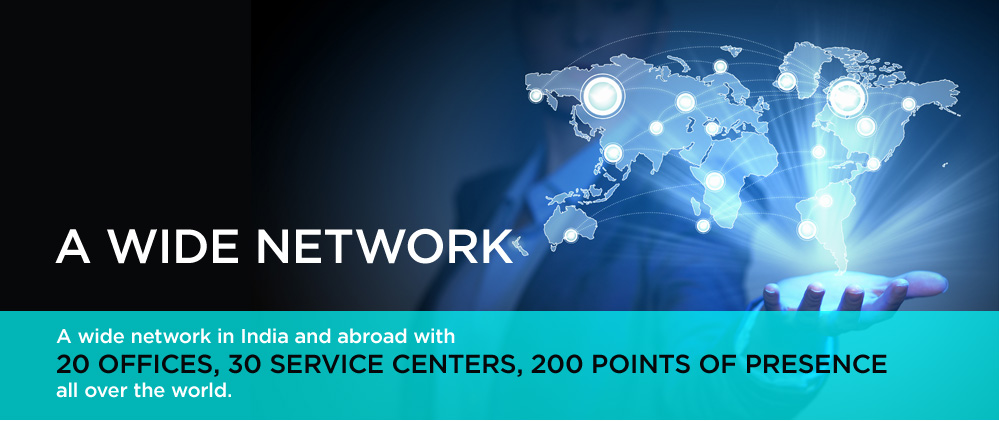 A WIDE NETWORK
A wide network in India and abroad with
20 OFFICES, 30 SERVICE CENTERS, 200 POINTS OF PRESENCE
all over the world.